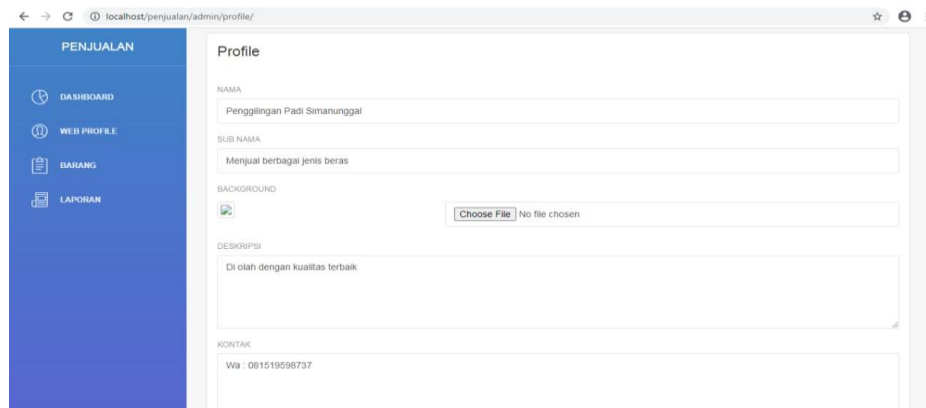 localhost/penjualan/admin/profile/
PENJUALAN
DASHBOARD
WEB PROFILE
BARANG
LAPORAN
Profile
NAMA
Penggilingan Padi Simanunggal
SUB NAMA
Menjual berbagai jenis beras
BACKGROUND
Choose File No file chosen
DESKRIPSI
Di olah dengan kualitas terbaik
KONTAK
Wa : 081519598737